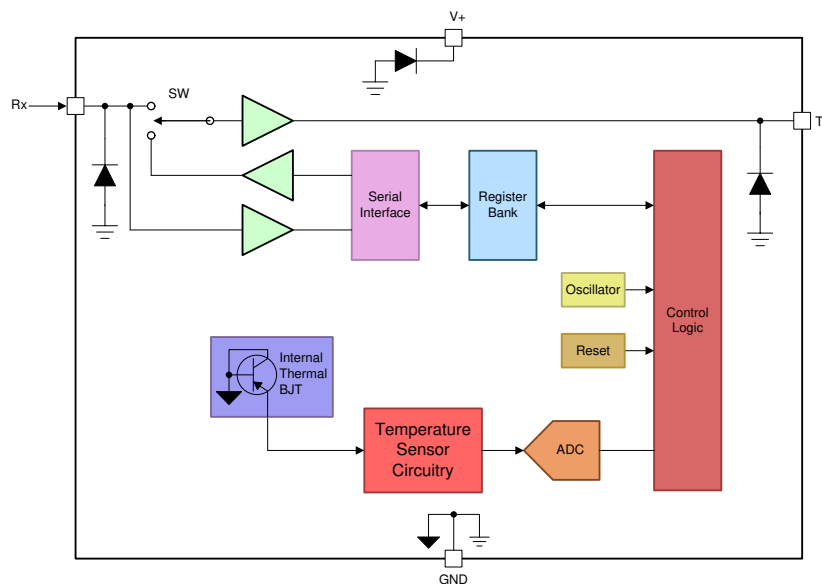 V+
Rx
SW
T
Serial
Interface
Register
Bank
Oscillator
Control
Logic
Reset
Internal
Thermal
BJT
Temperature
Sensor
Circuitry
ADC
GND